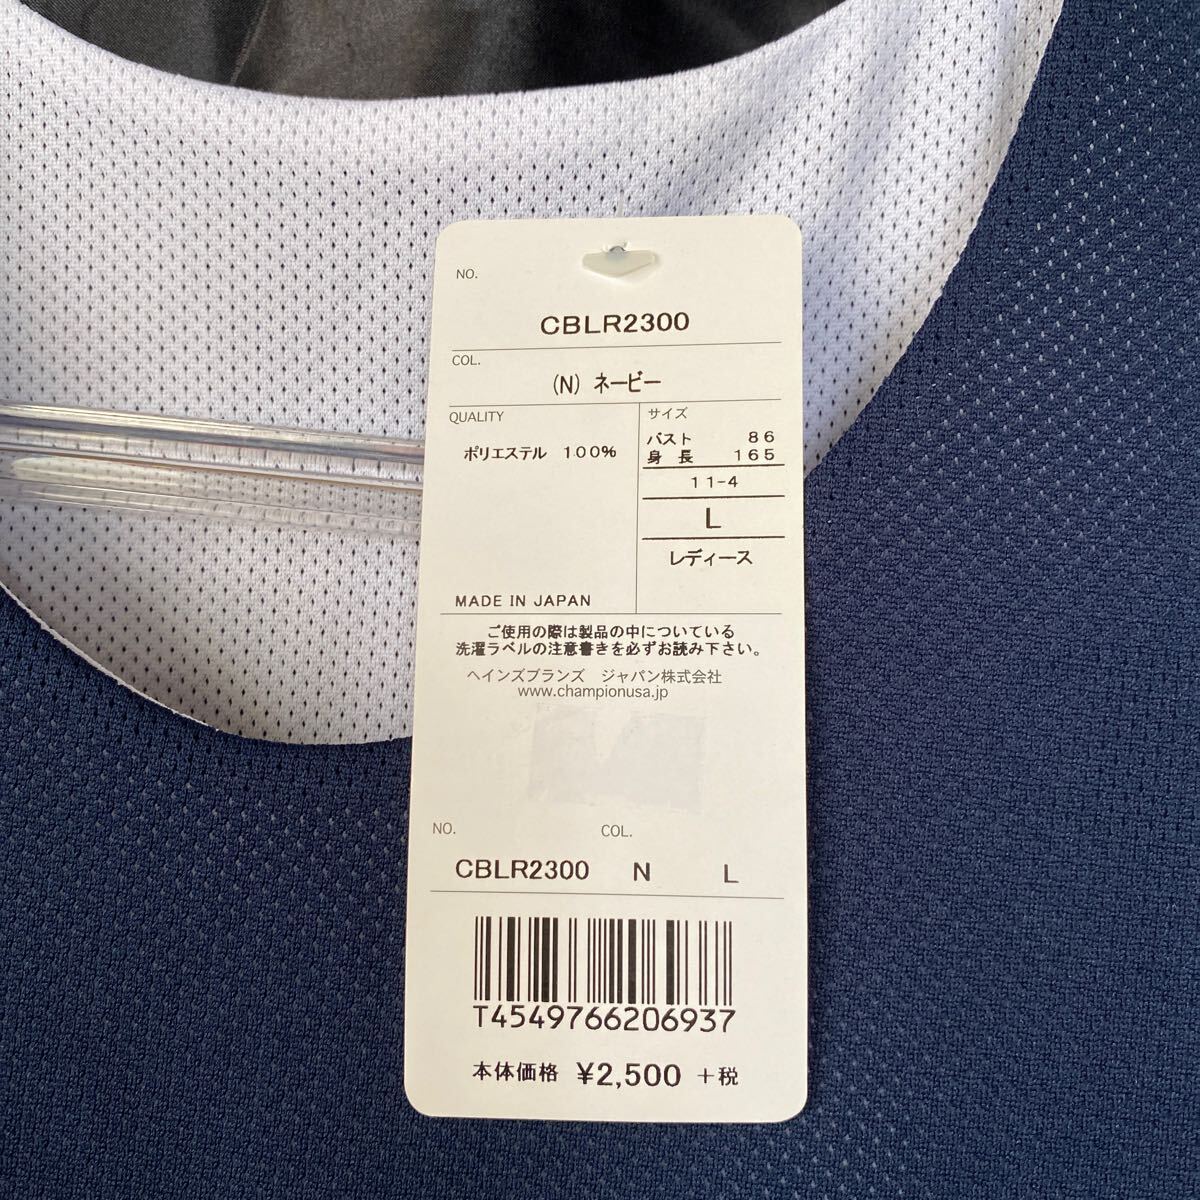 NO.
CBLR2300
COL.
(N) ネービー
QUALITY
ポリエステル 100%
MADE IN JAPAN
サイズ
バスト 86
身長 165
11-4
L
レディース
ご使用の際は製品の中についている
洗濯ラベルの注意書きを必ずお読み下さい。
ヘインズブランズ ジャパン株式会社
www.championusa.jp
NO. COL.
CBLR2300 N L
T4549766206937
本体価格 ¥2,500 +税